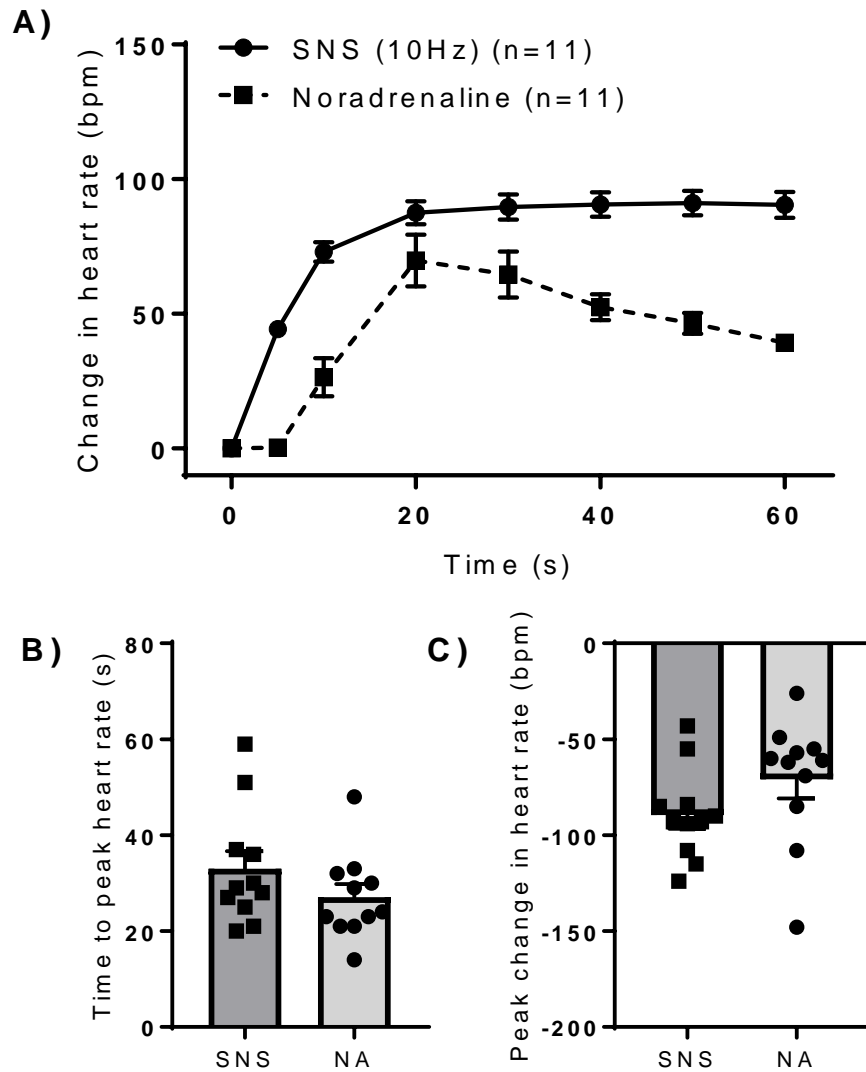 A)
Change in heart rate (bpm)
150
100
50
0
SNS (10Hz) (n=11)
Noradrenaline (n=11)
0 20 40 60
Time (s)
B)
Time to peak heart rate (s)
80
60
40
20
0
SNS NA
C)
Peak change in heart rate (bpm)
0
-50
-100
-150
-200
SNS NA